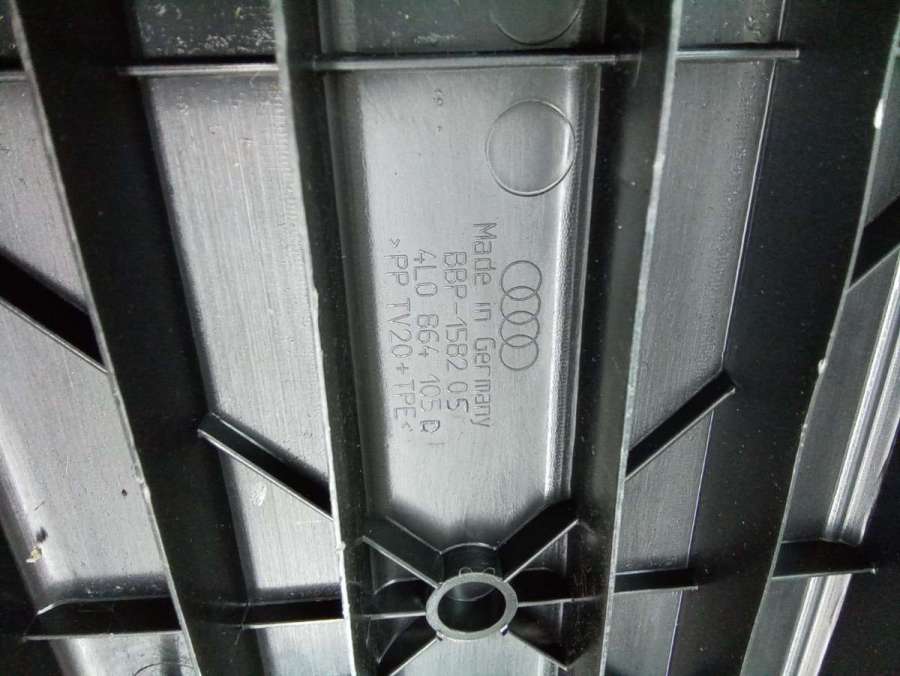 Made in Germany
BBP-1582 05
4L0 864 105 Q
>PP TV20+TPE<